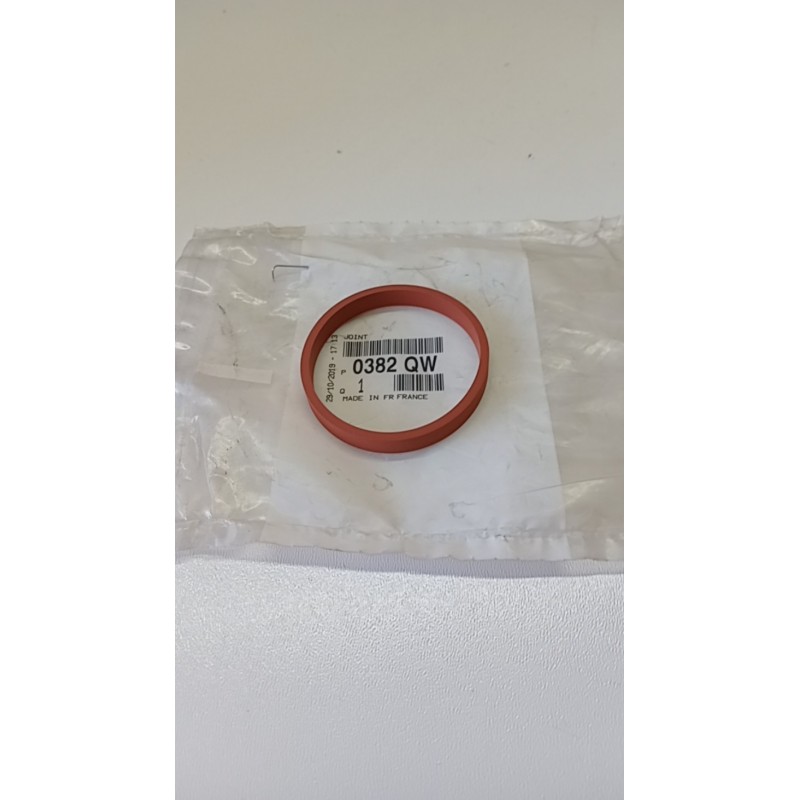 JOINT
P 0382 QW
Q 1
MADE IN FR FRANCE
29/10/2019 - 17:13